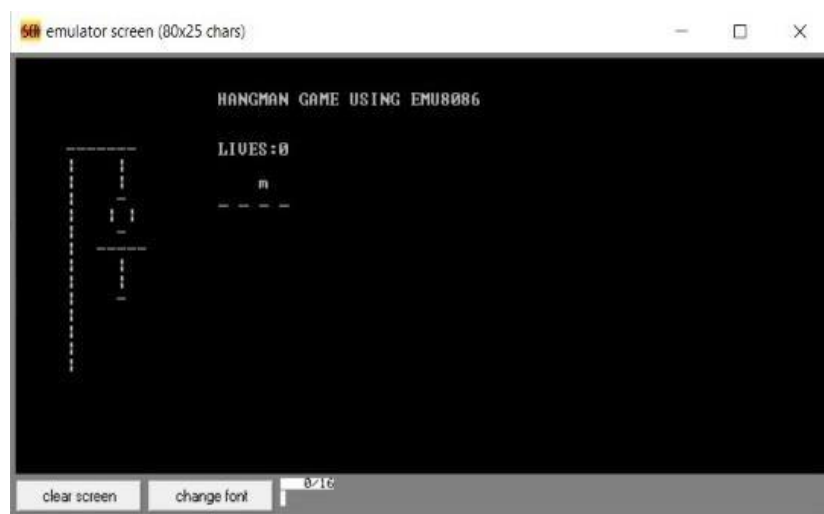 emulator screen (80x25 chars)
HANGMAN GAME USING EMU8086
LIVES:0
m
_ _ _ _
0/16
clear screen
change font